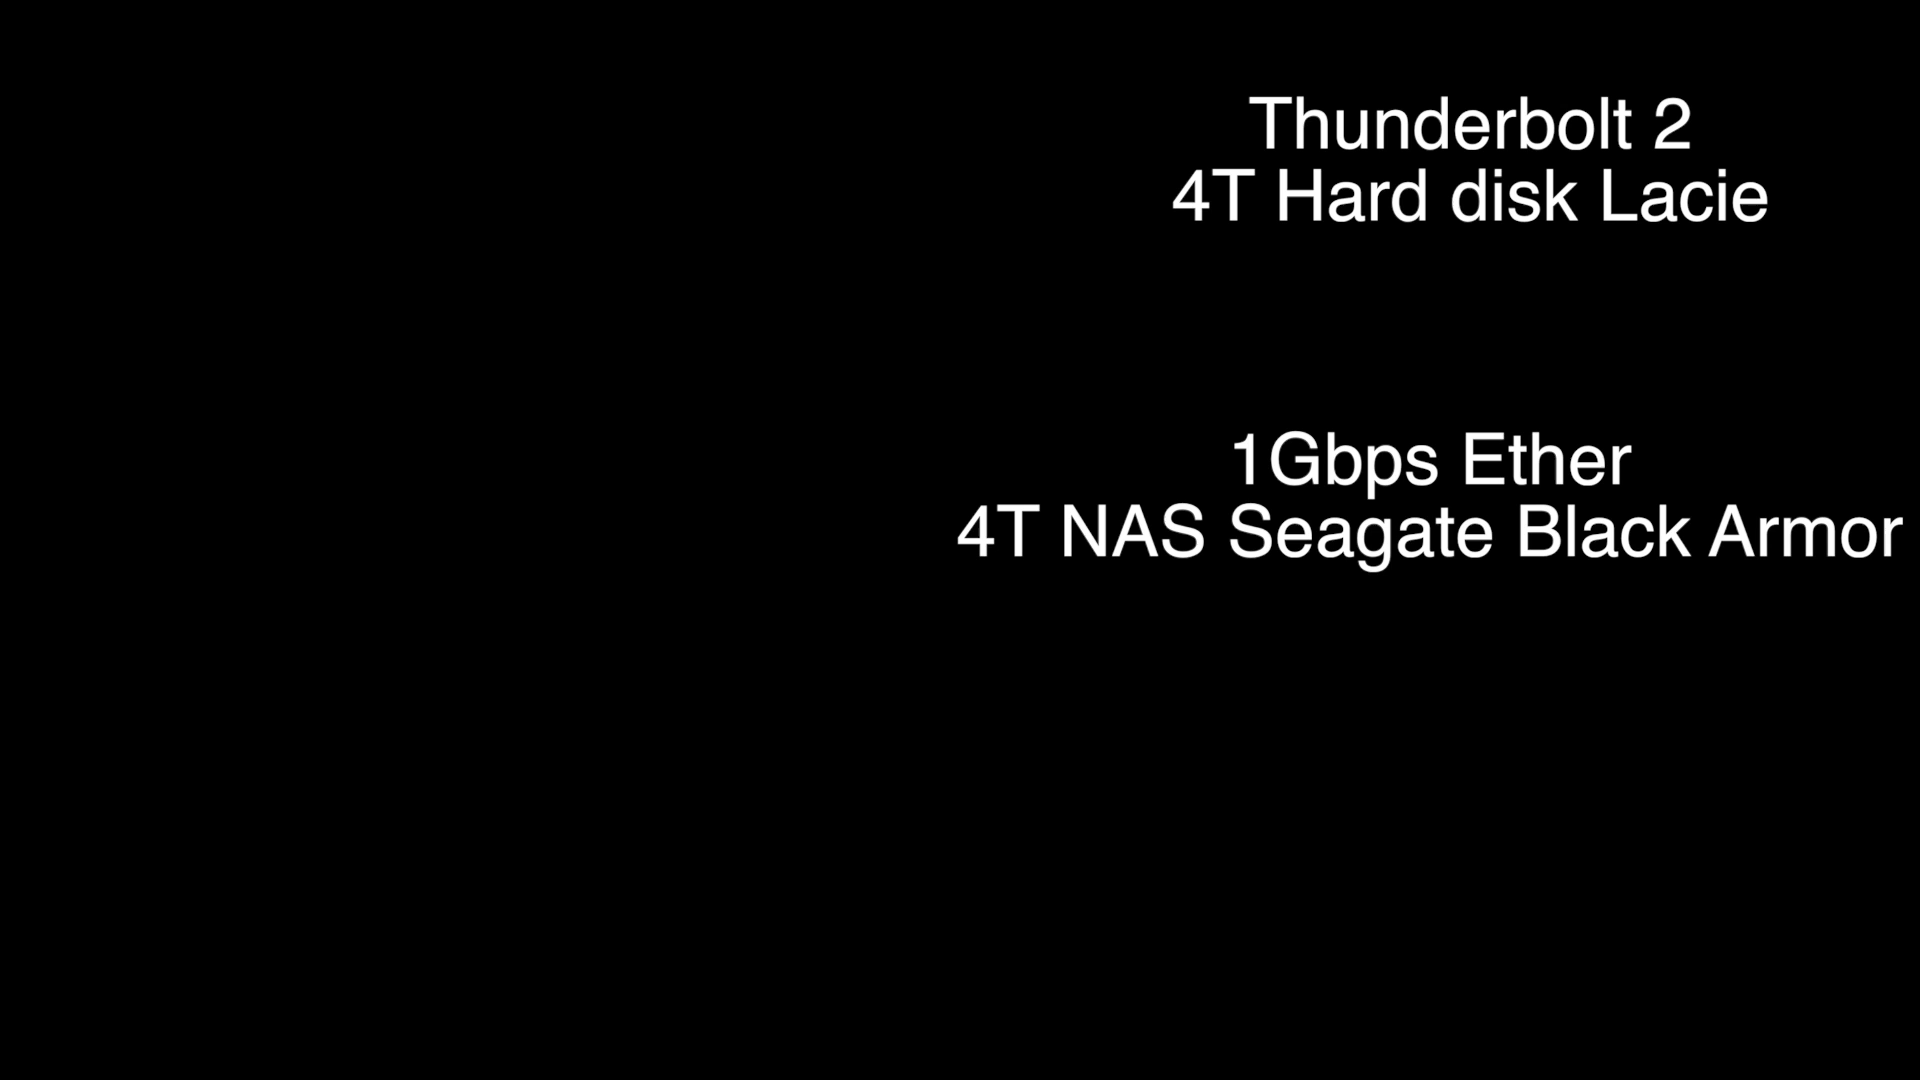 Thunderbolt 2
4T Hard disk Lacie
1Gbps Ether
4T NAS Seagate Black Armor